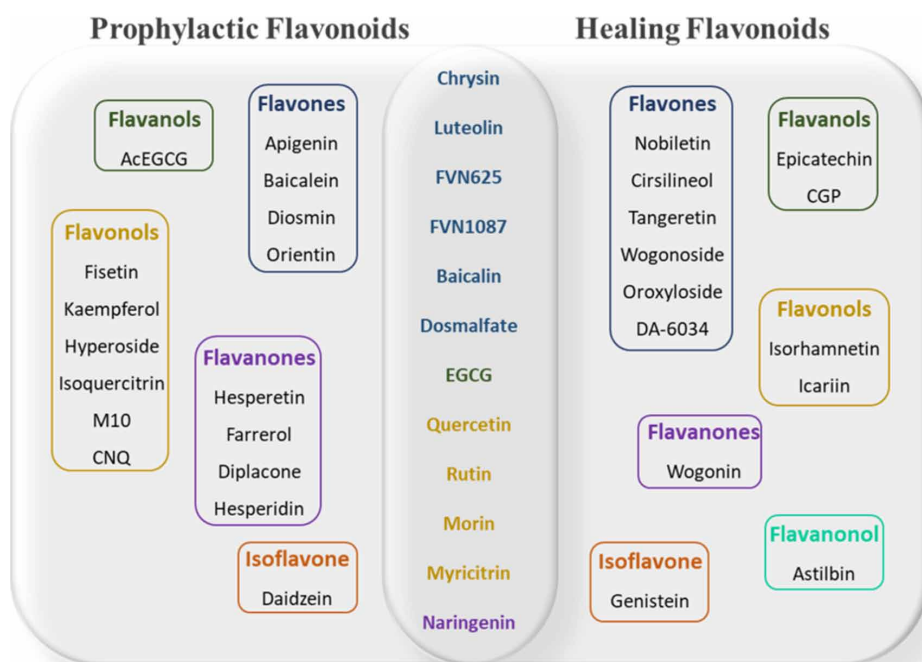 Prophylactic Flavonoids
Healing Flavonoids
Flavanols
AcEGCG
Flavones
Apigenin
Baicalein
Diosmin
Orientin
Flavonols
Fisetin
Kaempferol
Hyperoside
Isoquercitrin
M10
CNQ
Flavanones
Hesperetin
Farrerol
Diplacone
Hesperidin
Isoflavone
Daidzein
Chrysin
Luteolin
FVN625
FVN1087
Baicalin
Dosmalfate
EGCG
Quercetin
Rutin
Morin
Myricitrin
Naringenin
Flavones
Nobiletin
Cirsilineol
Tangeretin
Wogonoside
Oroxyloside
DA-6034
Flavanols
Epicatechin
CGP
Flavonols
Isorhamnetin
Icariin
Flavanones
Wogonin
Isoflavone
Genistein
Flavanonol
Astilbin